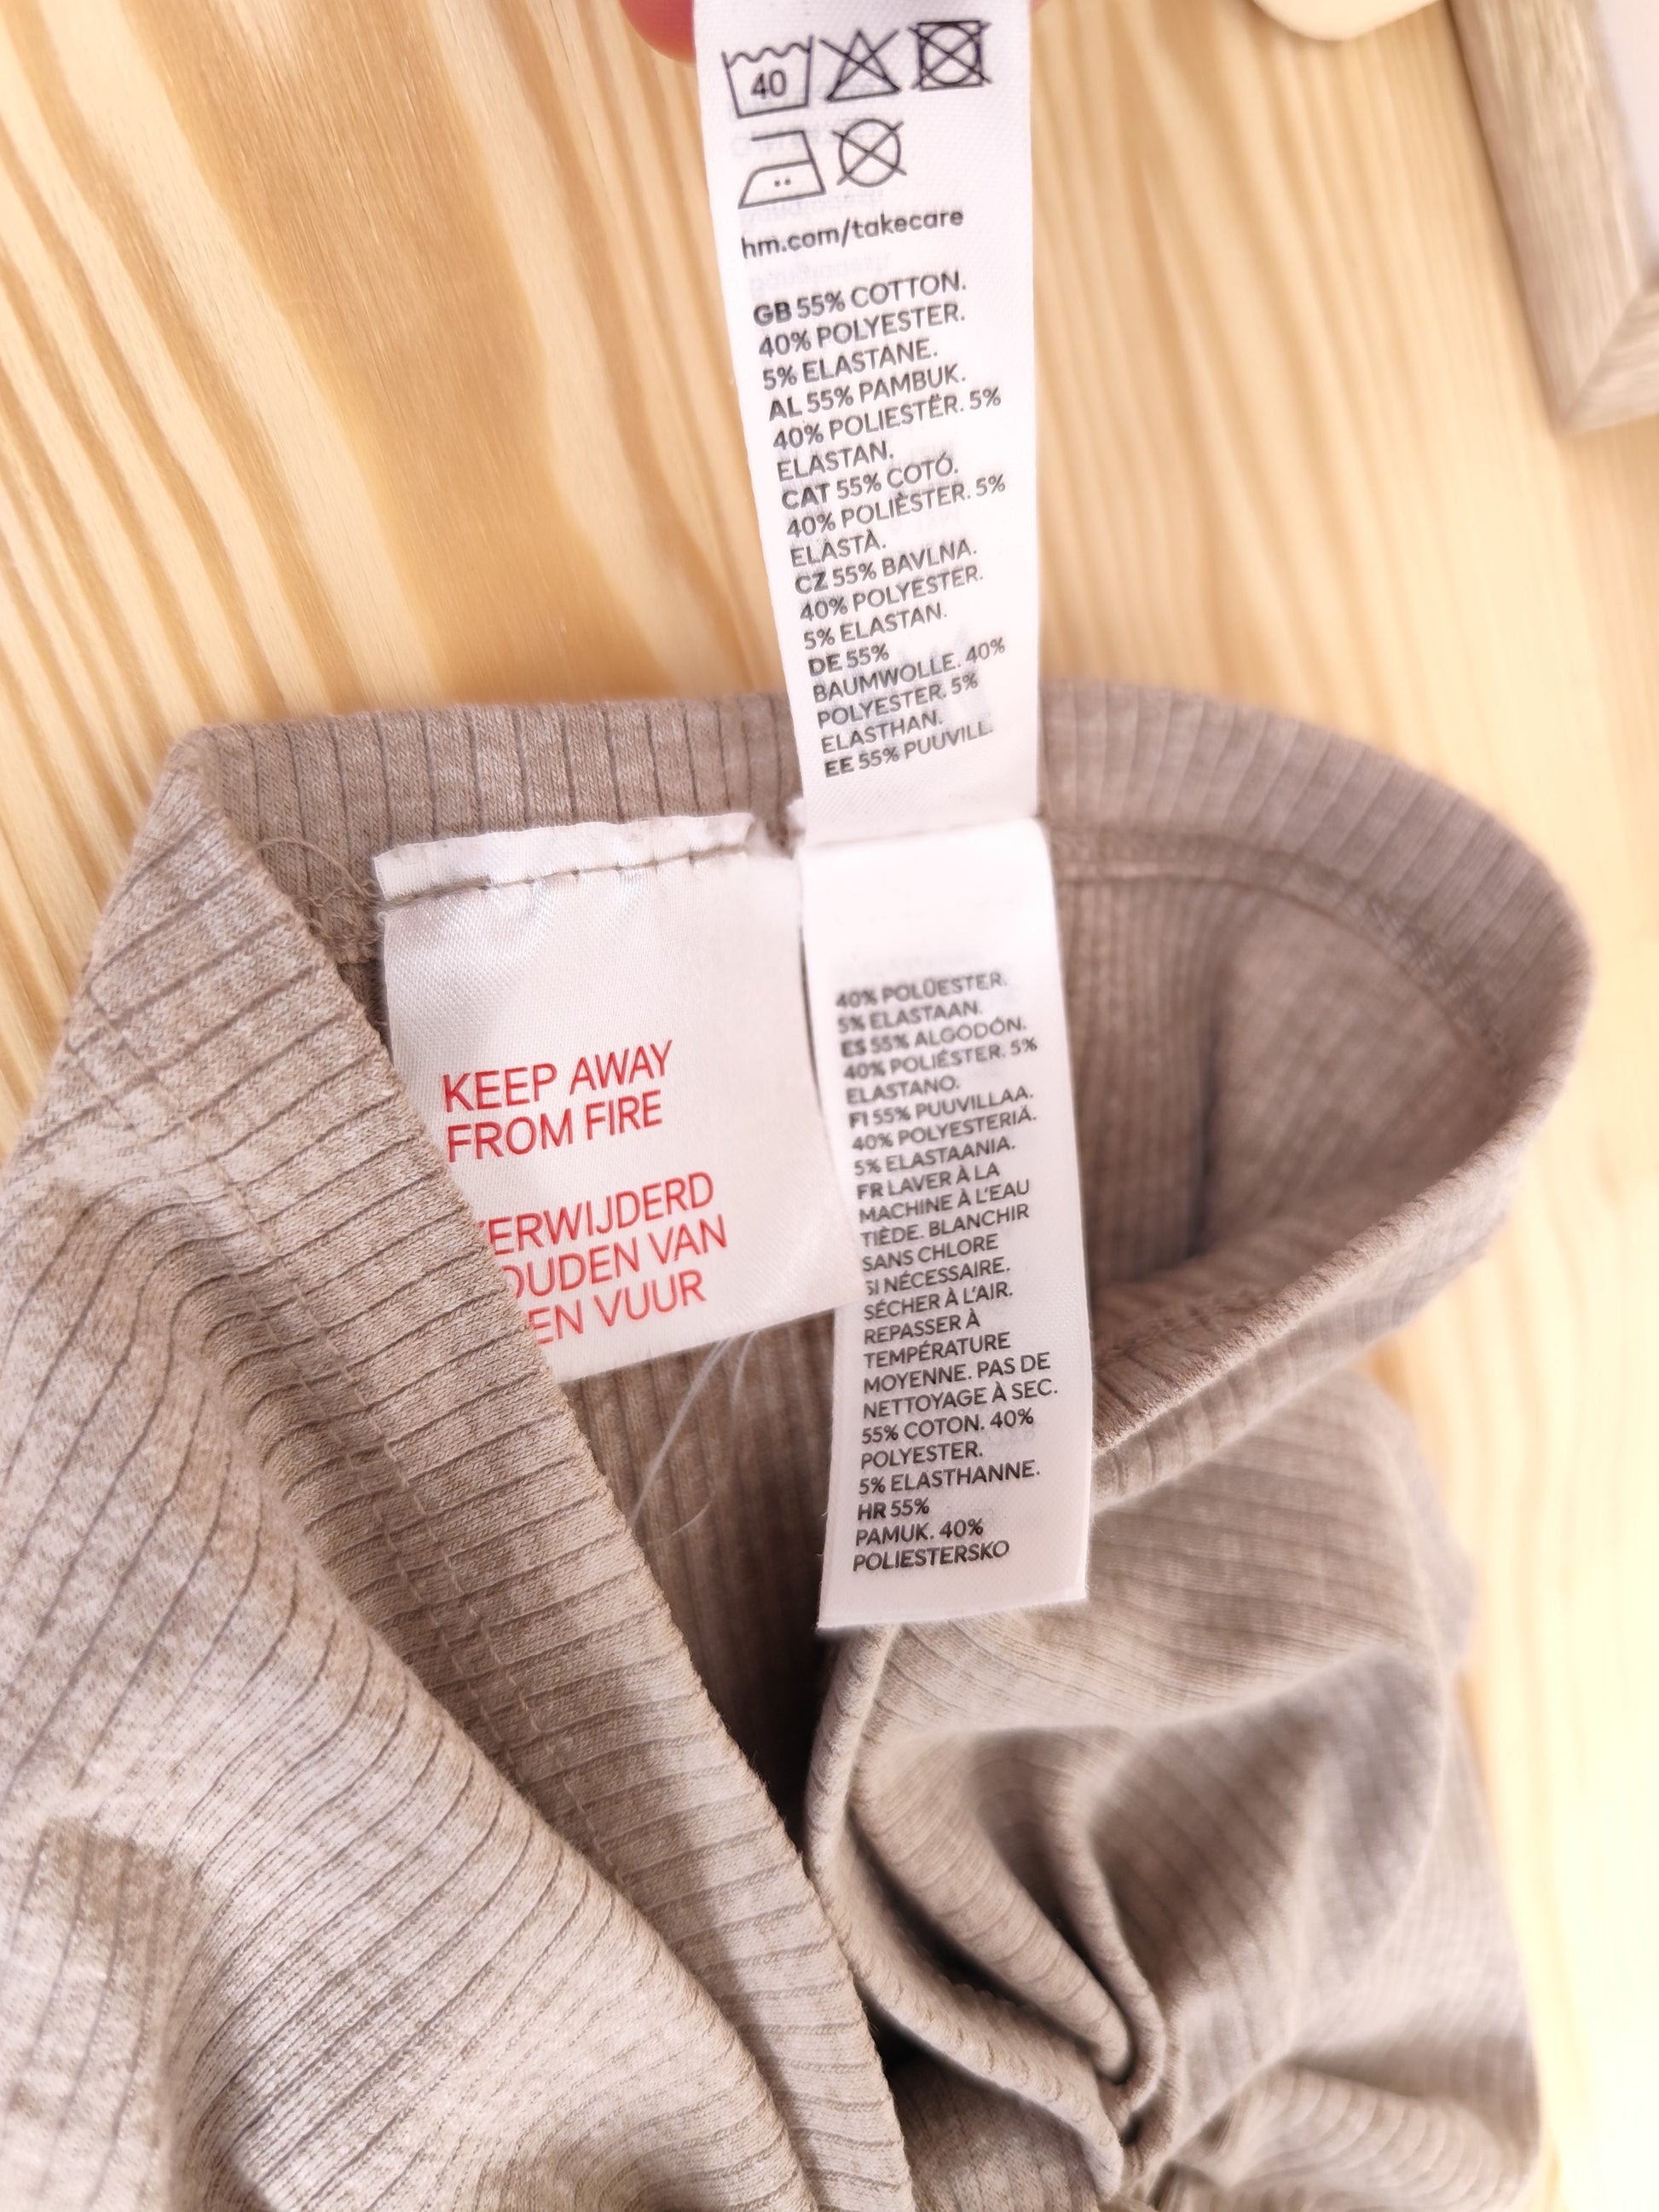 40
hm.com/takecare
GB 55% COTTON.
40% POLYESTER.
5% ELASTANE.
AL 55% PAMBUK.
40% POLIESTËR. 5%
ELASTAN.
CAT 55% COTÓ.
40% POLIÈSTER. 5%
ELASTÀ.
CZ 55% BAVLNA.
40% POLYESTER.
5% ELASTAN.
DE 55%
BAUMWOLLE. 40%
POLYESTER. 5%
ELASTHAN.
EE 55% PUUVILL.
40% POLÜESTER.
5% ELASTAAN.
ES 55% ALGODÓN.
40% POLIÉSTER. 5%
ELASTANO.
FI 55% PUUVILLAA.
40% POLYESTERIÄ.
5% ELASTAANIA.
FR LAVER À LA
MACHINE À L'EAU
TIÈDE. BLANCHIR
SANS CHLORE
SI NÉCESSAIRE.
SÉCHER À L'AIR.
REPASSER À
TEMPÉRATURE
MOYENNE. PAS DE
NETTOYAGE À SEC.
55% COTON. 40%
POLYESTER.
5% ELASTHANNE.
HR 55%
PAMUK. 40%
POLIESTERSKO
KEEP AWAY
FROM FIRE
VERWIJDERD
OUDEN VAN
EN VUUR